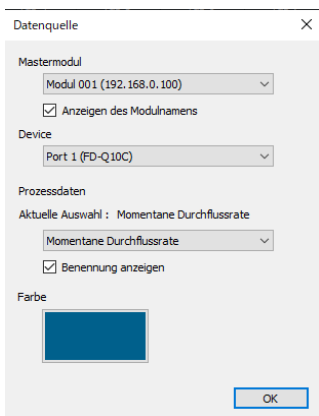 Datenquelle
Mastermodul
Modul 001 (192.168.0.100)
Anzeigen des Modulnamens
Device
Port 1 (FD-Q10C)
Prozessdaten
Aktuelle Auswahl : Momentane Durchflussrate
Momentane Durchflussrate
Benennung anzeigen
Farbe
OK